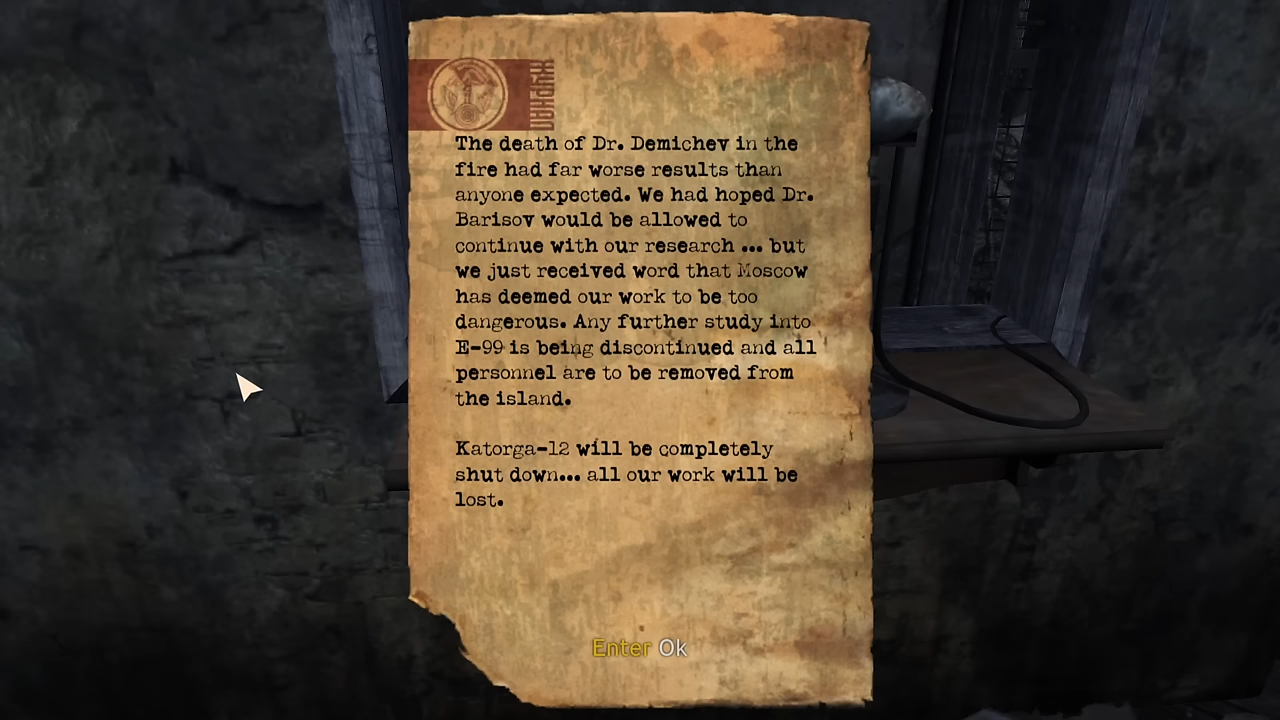 The death of Dr. Demichev in the
fire had far worse results than
anyone expected. We had hoped Dr.
Barisov would be allowed to
continue with our research ... but
we just received word that Moscow
has deemed our work to be too
dangerous. Any further study into
E-99 is being discontinued and all
personnel are to be removed from
the island.
Katorga-12 will be completely
shut down... all our work will be
lost.
Enter Ok